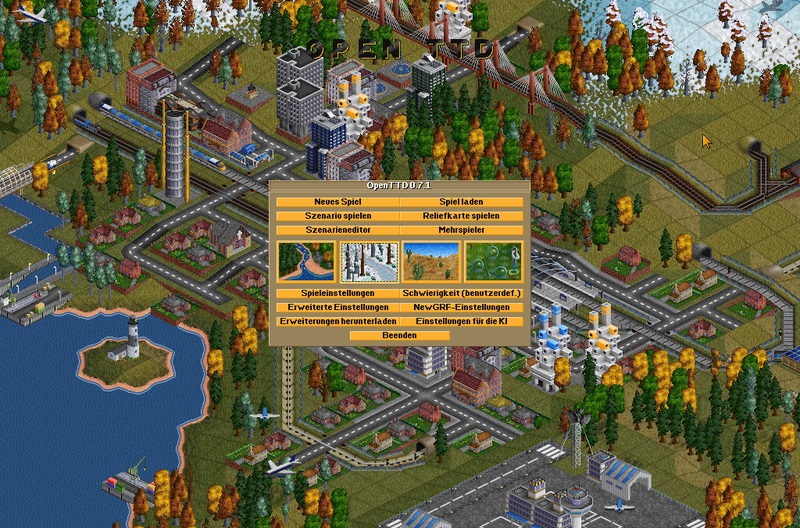 OPEN TTD
OpenTTD 0.7.1
Neues Spiel Spiel laden
Szenario spielen Reliefkarte spielen
Szenarieneditor Mehrspieler
Spieleinstellungen Schwierigkeit (benutzerdef.)
Erweiterte Einstellungen NewGRF-Einstellungen
Erweiterungen herunterladen Einstellungen für die KI
Beenden